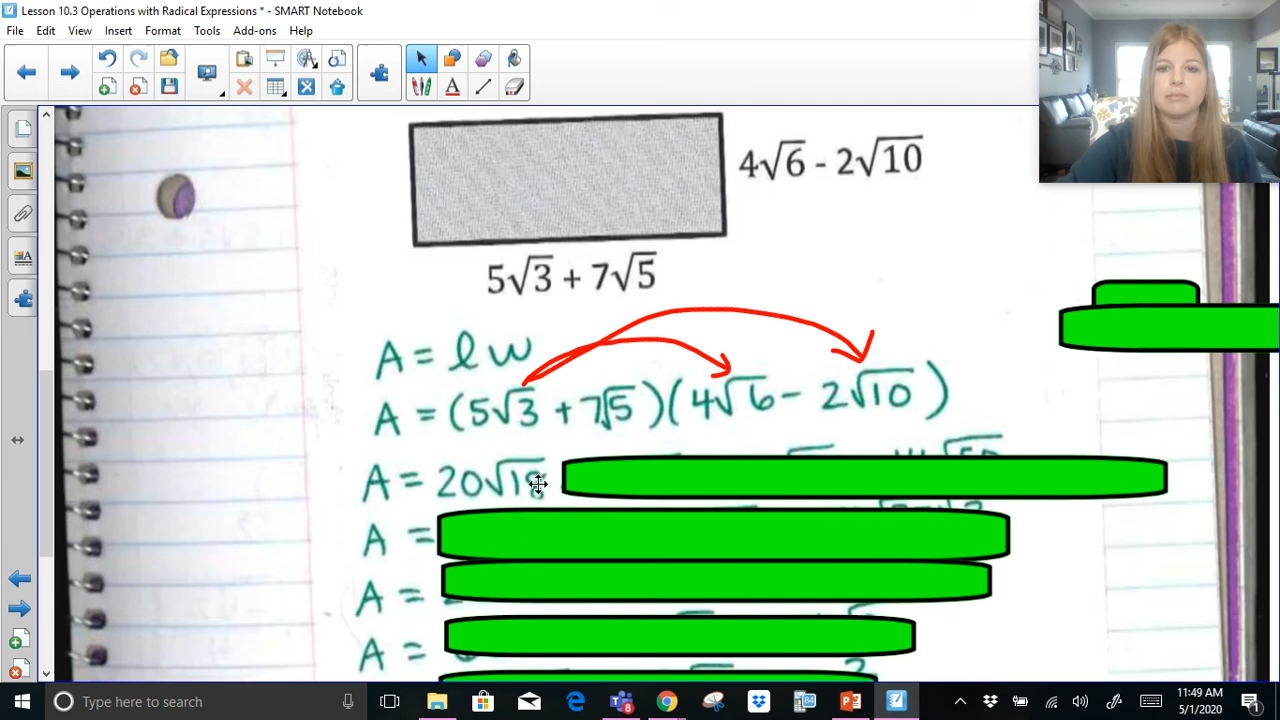 Lesson 10.3 Operations with Radical Expressions * - SMART Notebook
File Edit View Insert Format Tools Add-ons Help
4√6 - 2√10
5√3 + 7√5
A = lw
A = (5√3 + 7√5)(4√6 - 2√10)
A = 20√18
A =
A =
A =
Type here to search
8
11:49 AM
5/1/2020
1